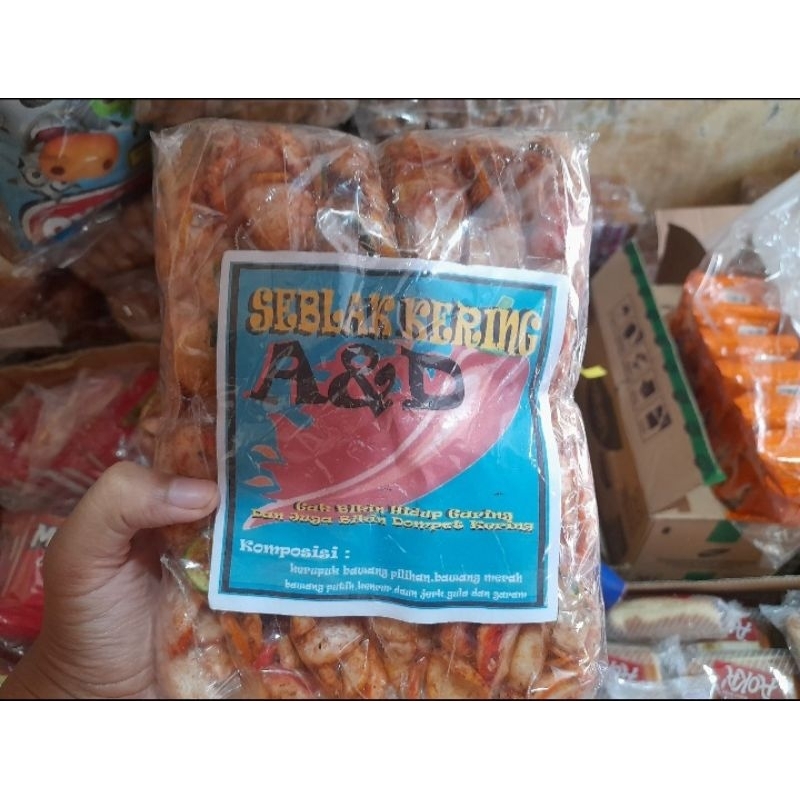 SEBLAK KERING
A&D
Gak Bikin Hidup Garing
Dan Juga Bikin Dompet Kering
Komposisi :
kerupuk bawang pilihan,bawang merah
bawang putih,kencur,daun jeruk,gula dan garam
Aoka